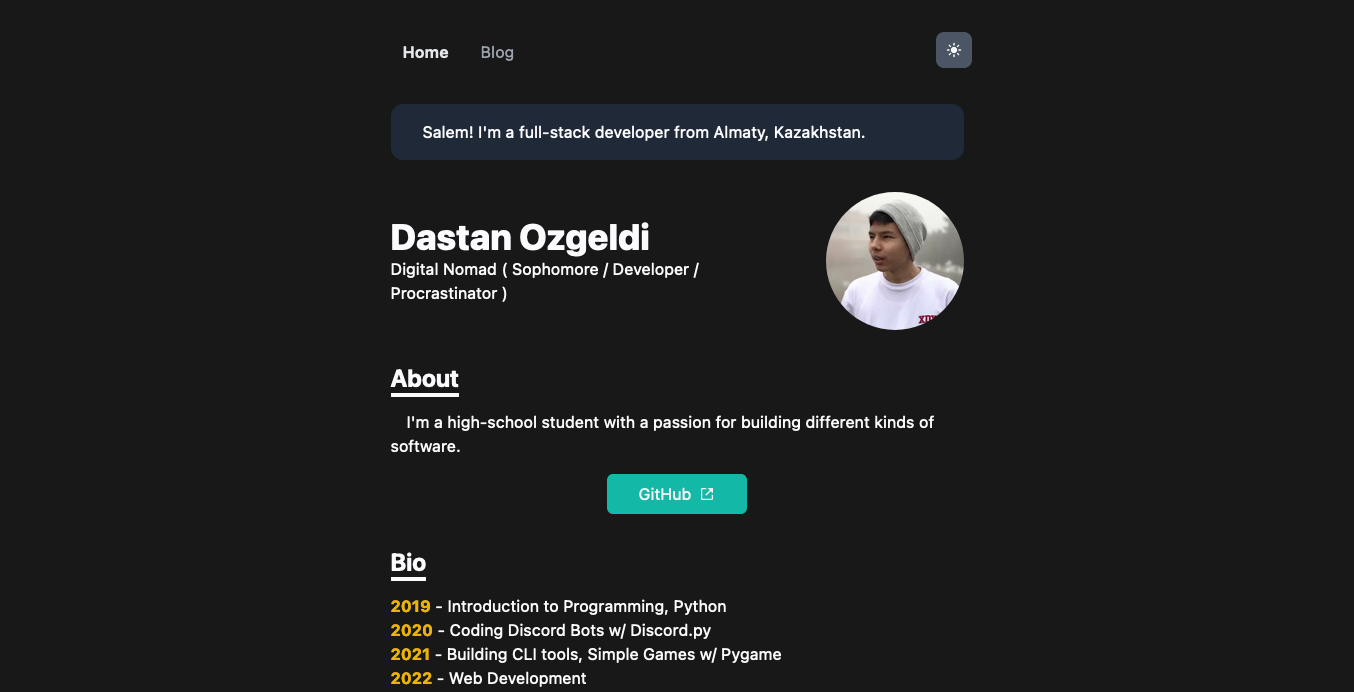 Home Blog
Salem! I'm a full-stack developer from Almaty, Kazakhstan.
Dastan Ozgeldi
Digital Nomad ( Sophomore / Developer /
Procrastinator )
About
I'm a high-school student with a passion for building different kinds of
software.
GitHub
Bio
2019 - Introduction to Programming, Python
2020 - Coding Discord Bots w/ Discord.py
2021 - Building CLI tools, Simple Games w/ Pygame
2022 - Web Development